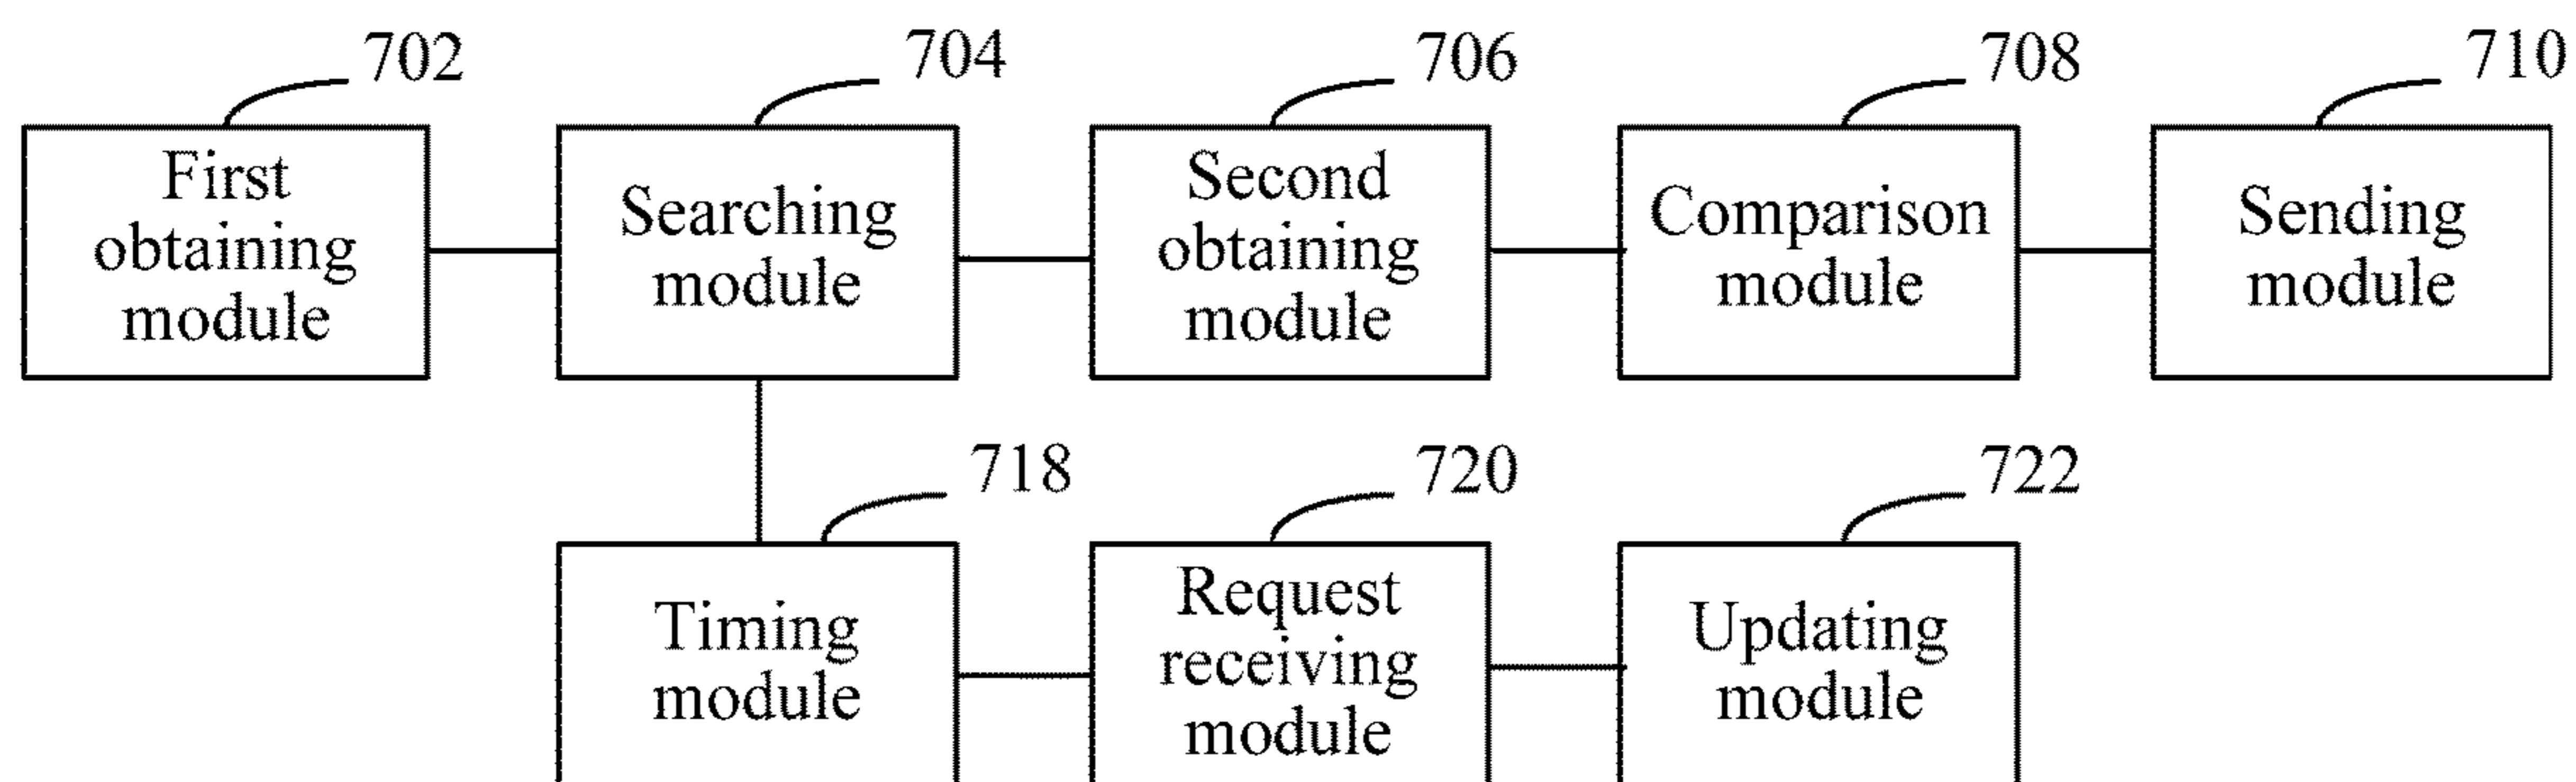 702
704
706
708
710
First
obtaining
module
Searching
module
Second
obtaining
module
Comparison
module
Sending
module
718
720
722
Timing
module
Request
receiving
module
Updating
module